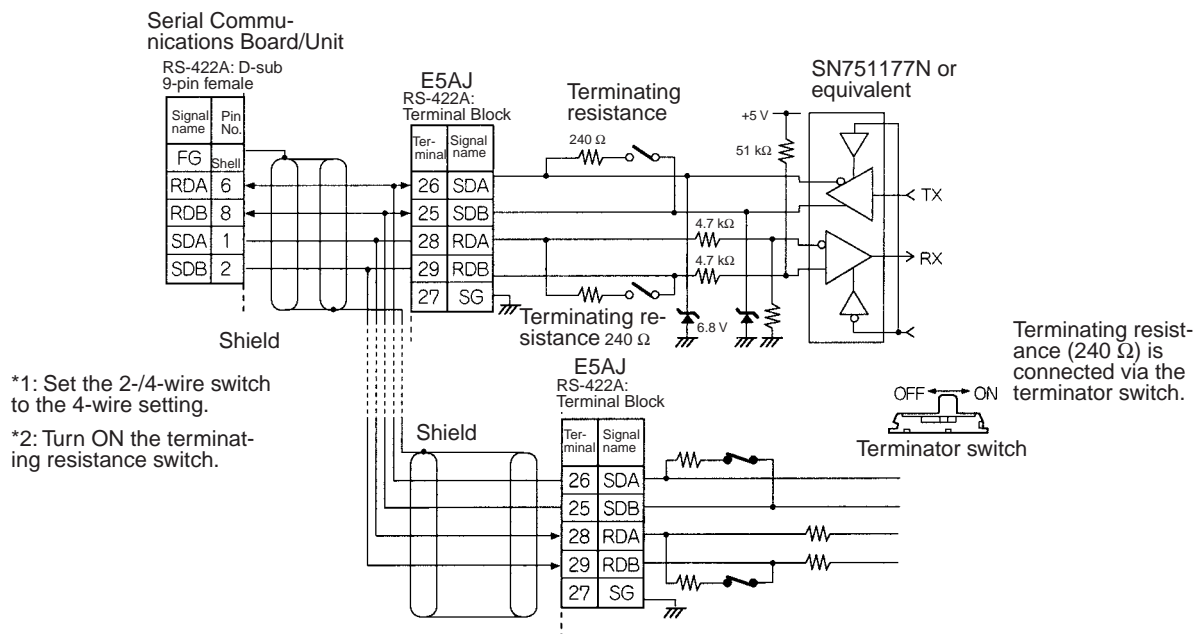 Serial Commu-
nications Board/Unit
RS-422A: D-sub
9-pin female
Signal
name
Pin
No.
FG
Shell
RDA 6
RDB 8
SDA 1
SDB 2
Shield
E5AJ
RS-422A:
Terminal Block
Ter-
minal
Signal
name
26 SDA
25 SDB
28 RDA
29 RDB
27 SG
Terminating
resistance
240 Ω
Terminating re-
sistance 240 Ω
SN751177N or
equivalent
+5 V
51 kΩ
4.7 kΩ
4.7 kΩ
6.8 V
TX
RX
*1: Set the 2-/4-wire switch
to the 4-wire setting.
*2: Turn ON the terminat-
ing resistance switch.
Shield
E5AJ
RS-422A:
Terminal Block
Ter-
minal
Signal
name
26 SDA
25 SDB
28 RDA
29 RDB
27 SG
Terminating resist-
ance (240 Ω) is
connected via the
terminator switch.
OFF ON
Terminator switch